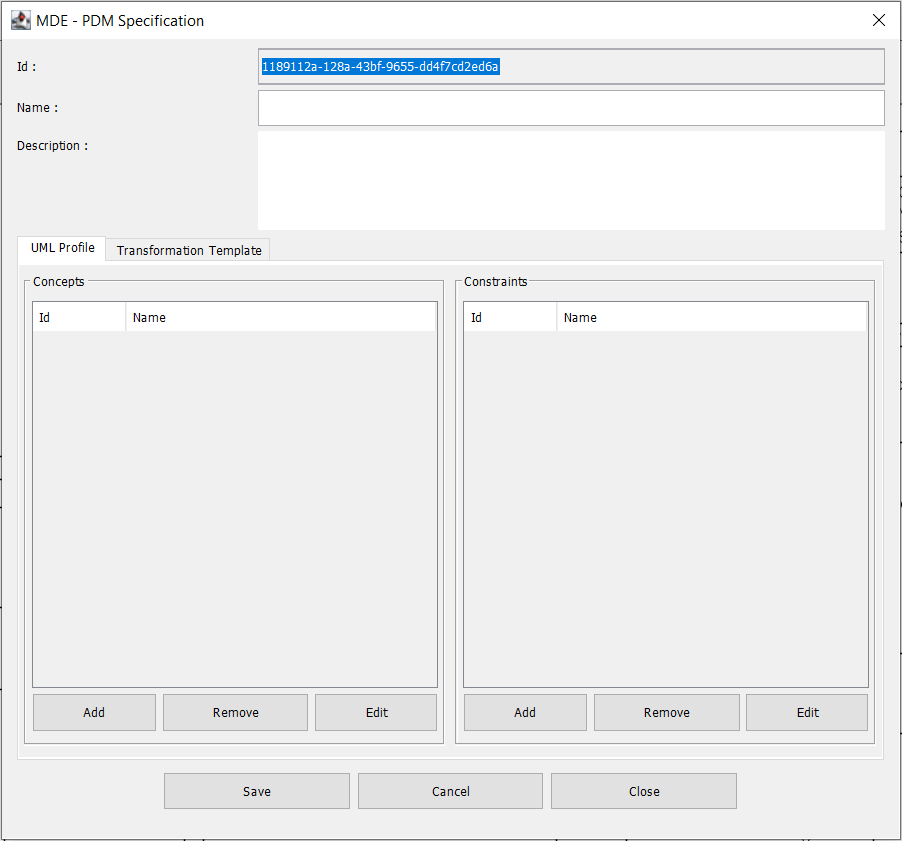 MDE - PDM Specification
Id :
1189112a-128a-43bf-9655-dd4f7cd2ed6a
Name :
Description :
UML Profile
Transformation Template
Concepts
Id
Name
Add
Remove
Edit
Constraints
Id
Name
Add
Remove
Edit
Save
Cancel
Close